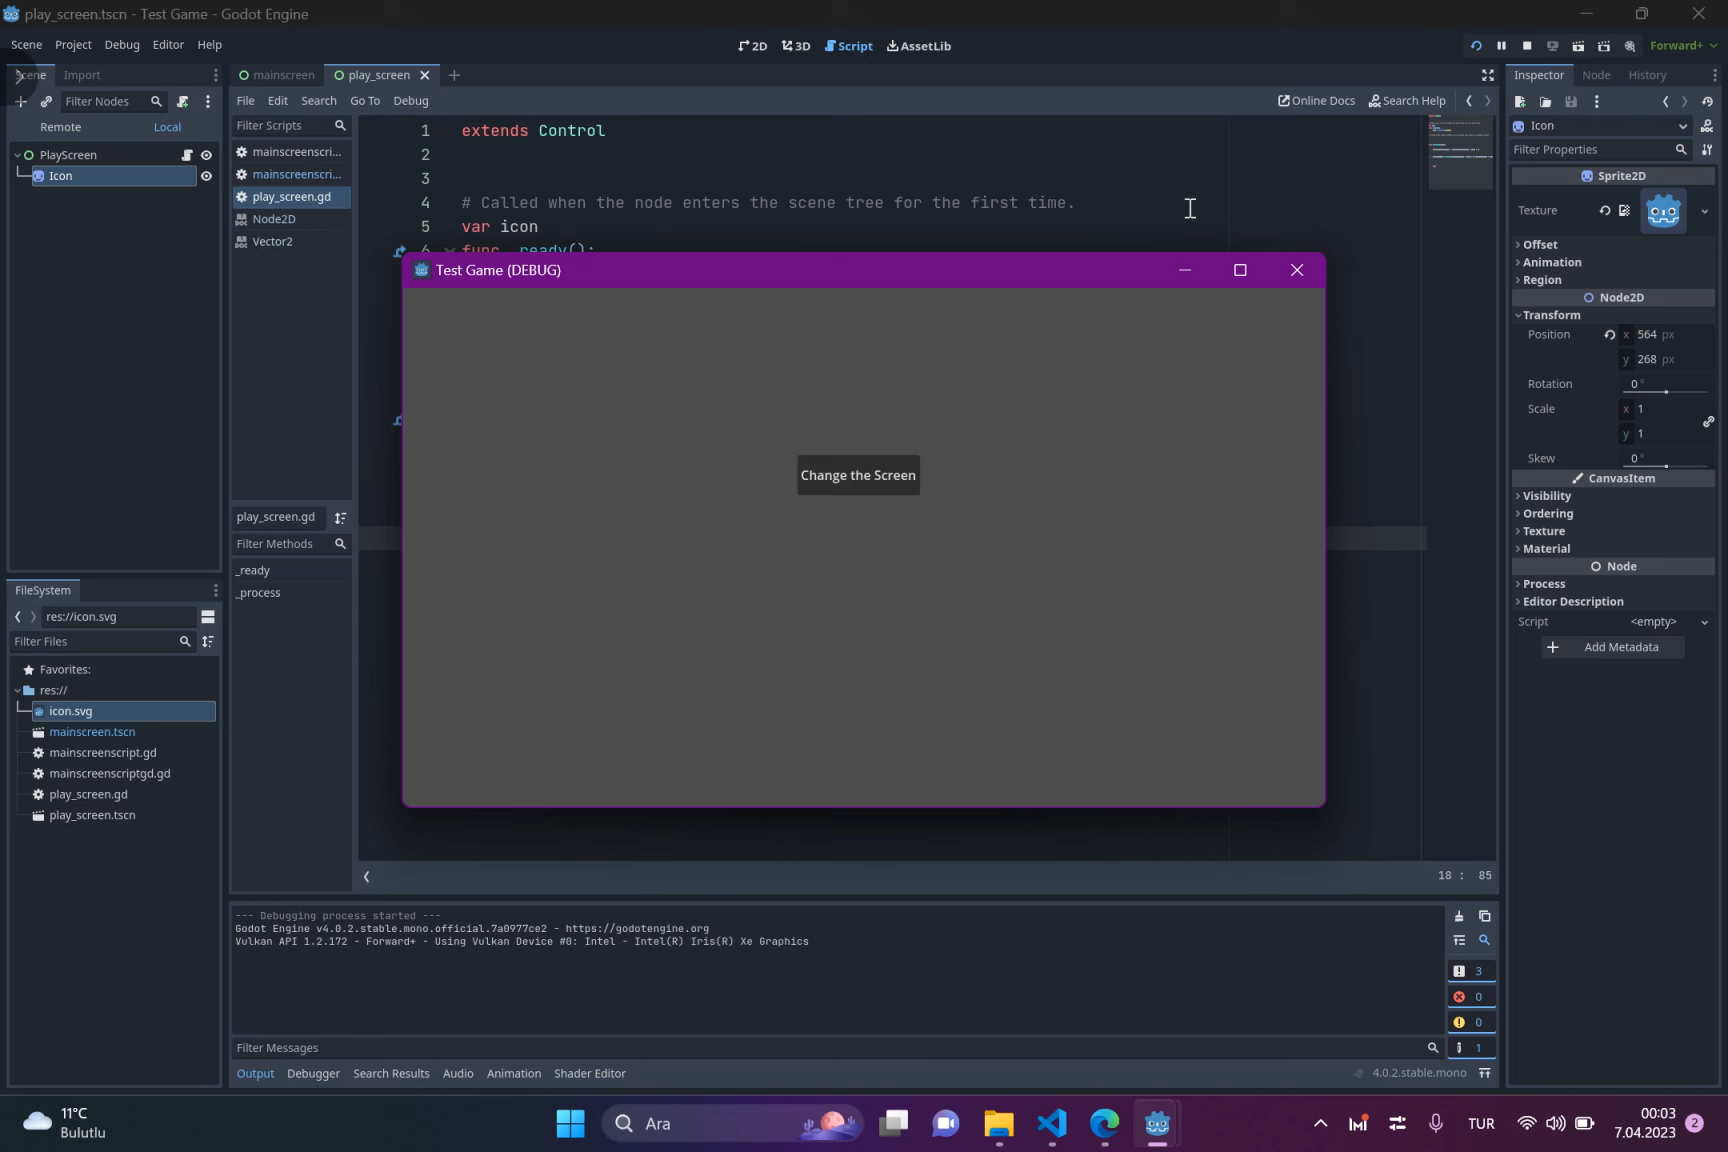 play_screen.tscn - Test Game - Godot Engine
Scene Project Debug Editor Help
2D 3D Script AssetLib
Forward+
Scene Import
Filter Nodes
Remote Local
PlayScreen
Icon
mainscreen play_screen
File Edit Search Go To Debug
Online Docs Search Help
Filter Scripts
mainscreenscri...
mainscreenscri...
play_screen.gd
Node2D
Vector2
play_screen.gd
Filter Methods
_ready
_process
1 extends Control
2
3
4 # Called when the node enters the scene tree for the first time.
5 var icon
6 func _ready():
Test Game (DEBUG)
Change the Screen
18 : 85
FileSystem
res://icon.svg
Filter Files
Favorites:
res://
icon.svg
mainscreen.tscn
mainscreenscript.gd
mainscreenscriptgd.gd
play_screen.gd
play_screen.tscn
--- Debugging process started ---
Godot Engine v4.0.2.stable.mono.official.7a0977ce2 - https://godotengine.org
Vulkan API 1.2.172 - Forward+ - Using Vulkan Device #0: Intel - Intel(R) Iris(R) Xe Graphics
3
0
0
1
Filter Messages
Output Debugger Search Results Audio Animation Shader Editor
4.0.2.stable.mono
Inspector Node History
Icon
Filter Properties
Sprite2D
Texture
Offset
Animation
Region
Node2D
Transform
Position x 564 px
y 268 px
Rotation 0 °
Scale x 1
y 1
Skew 0 °
CanvasItem
Visibility
Ordering
Texture
Material
Node
Process
Editor Description
Script <empty>
Add Metadata
11°C
Bulutlu
Ara
TUR
00:03
7.04.2023
2